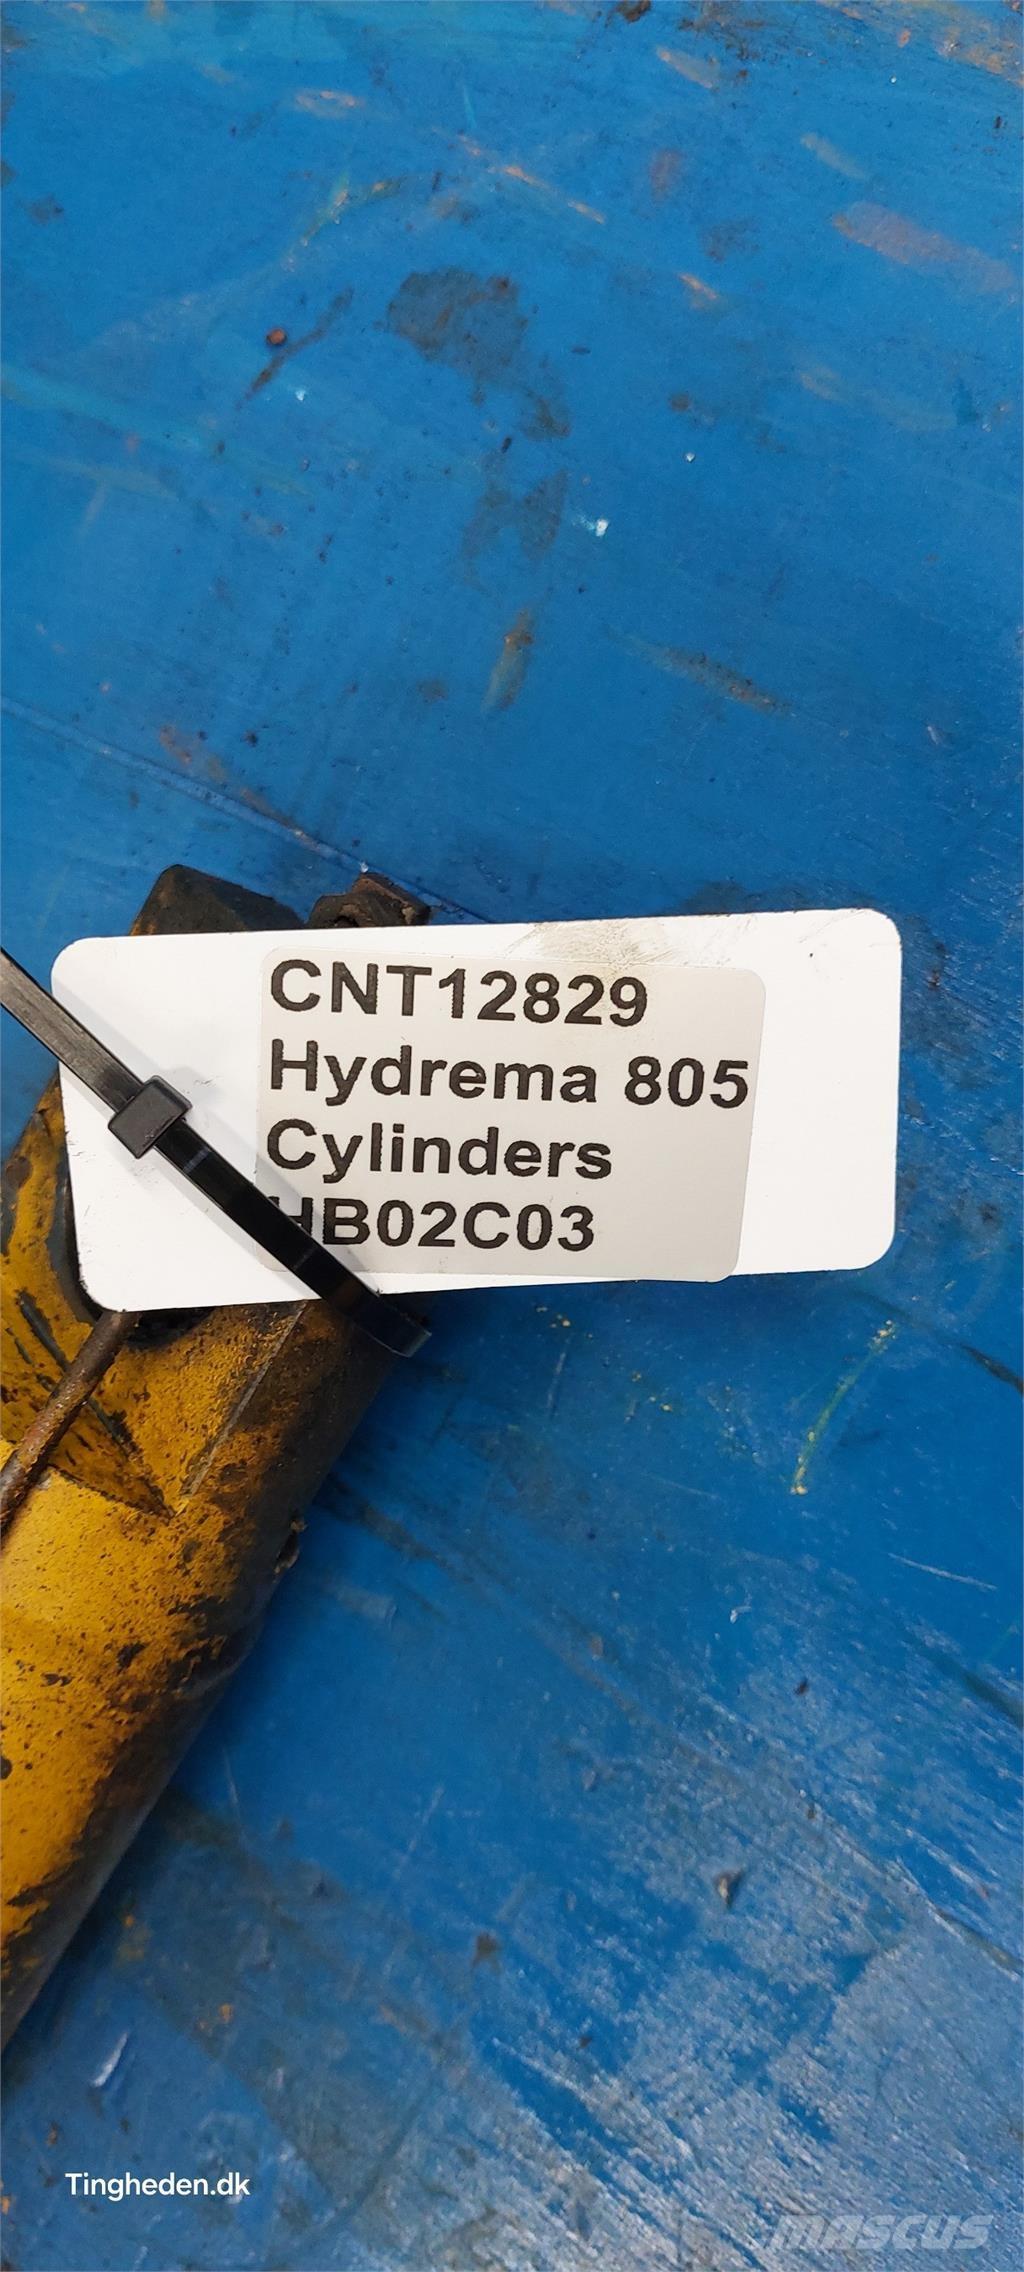 CNT12829
Hydrema 805
Cylinders
HB02C03
Tingheden.dk
mascus